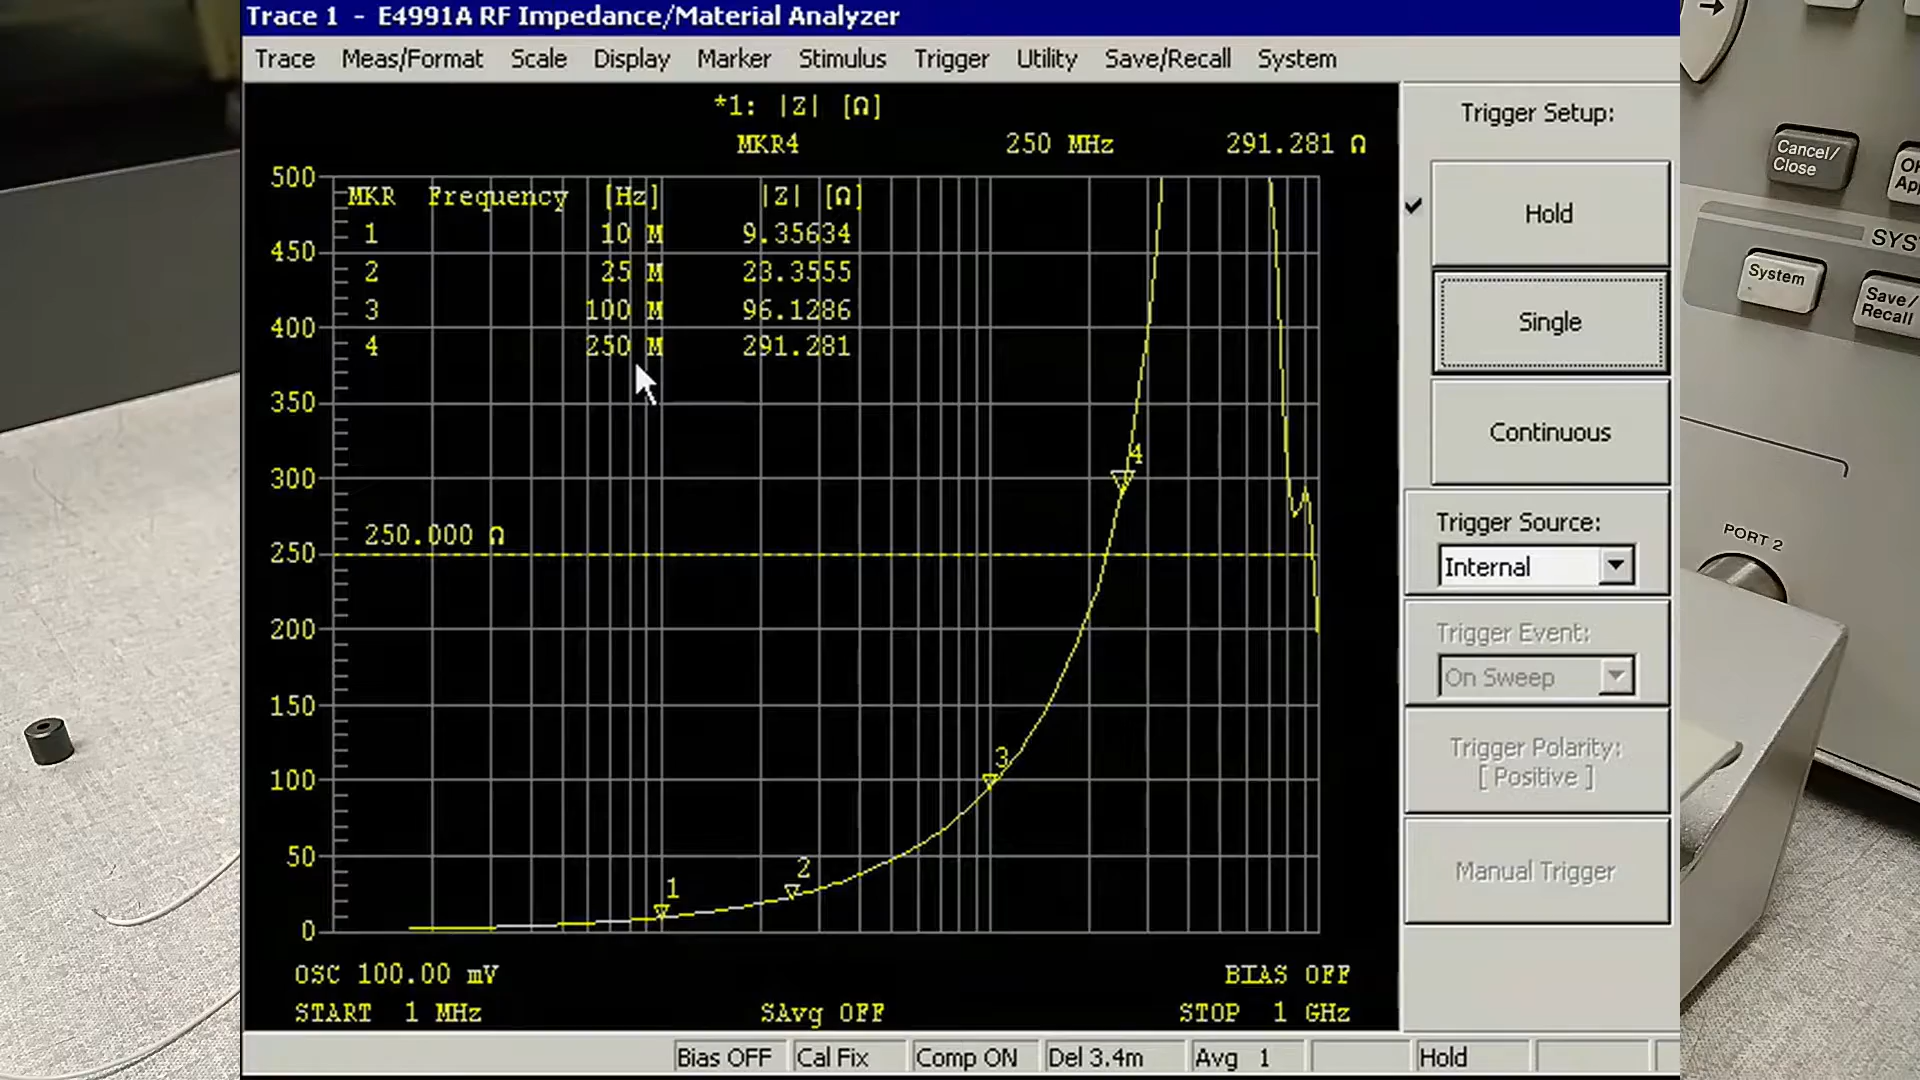 Trace 1 - E4991A RF Impedance/Material Analyzer
Trace Meas/Format Scale Display Marker Stimulus Trigger Utility Save/Recall System
*1: |Z| [Ω]
MKR4 250 MHz 291.281 Ω
MKR Frequency [Hz] |Z| [Ω]
1 10 M 9.35634
2 25 M 23.3555
3 100 M 96.1286
4 250 M 291.281
500
450
400
350
300
250
200
150
100
50
0
250.000 Ω
1
2
3
4
OSC 100.00 mV BIAS OFF
START 1 MHz SAvg OFF STOP 1 GHz
Trigger Setup:
Hold
Single
Continuous
Trigger Source:
Internal
Trigger Event:
On Sweep
Trigger Polarity:
[ Positive ]
Manual Trigger
Bias OFF Cal Fix Comp ON Del 3.4m Avg 1 Hold
Cancel/
Close
System
Save/
Recall
PORT 2